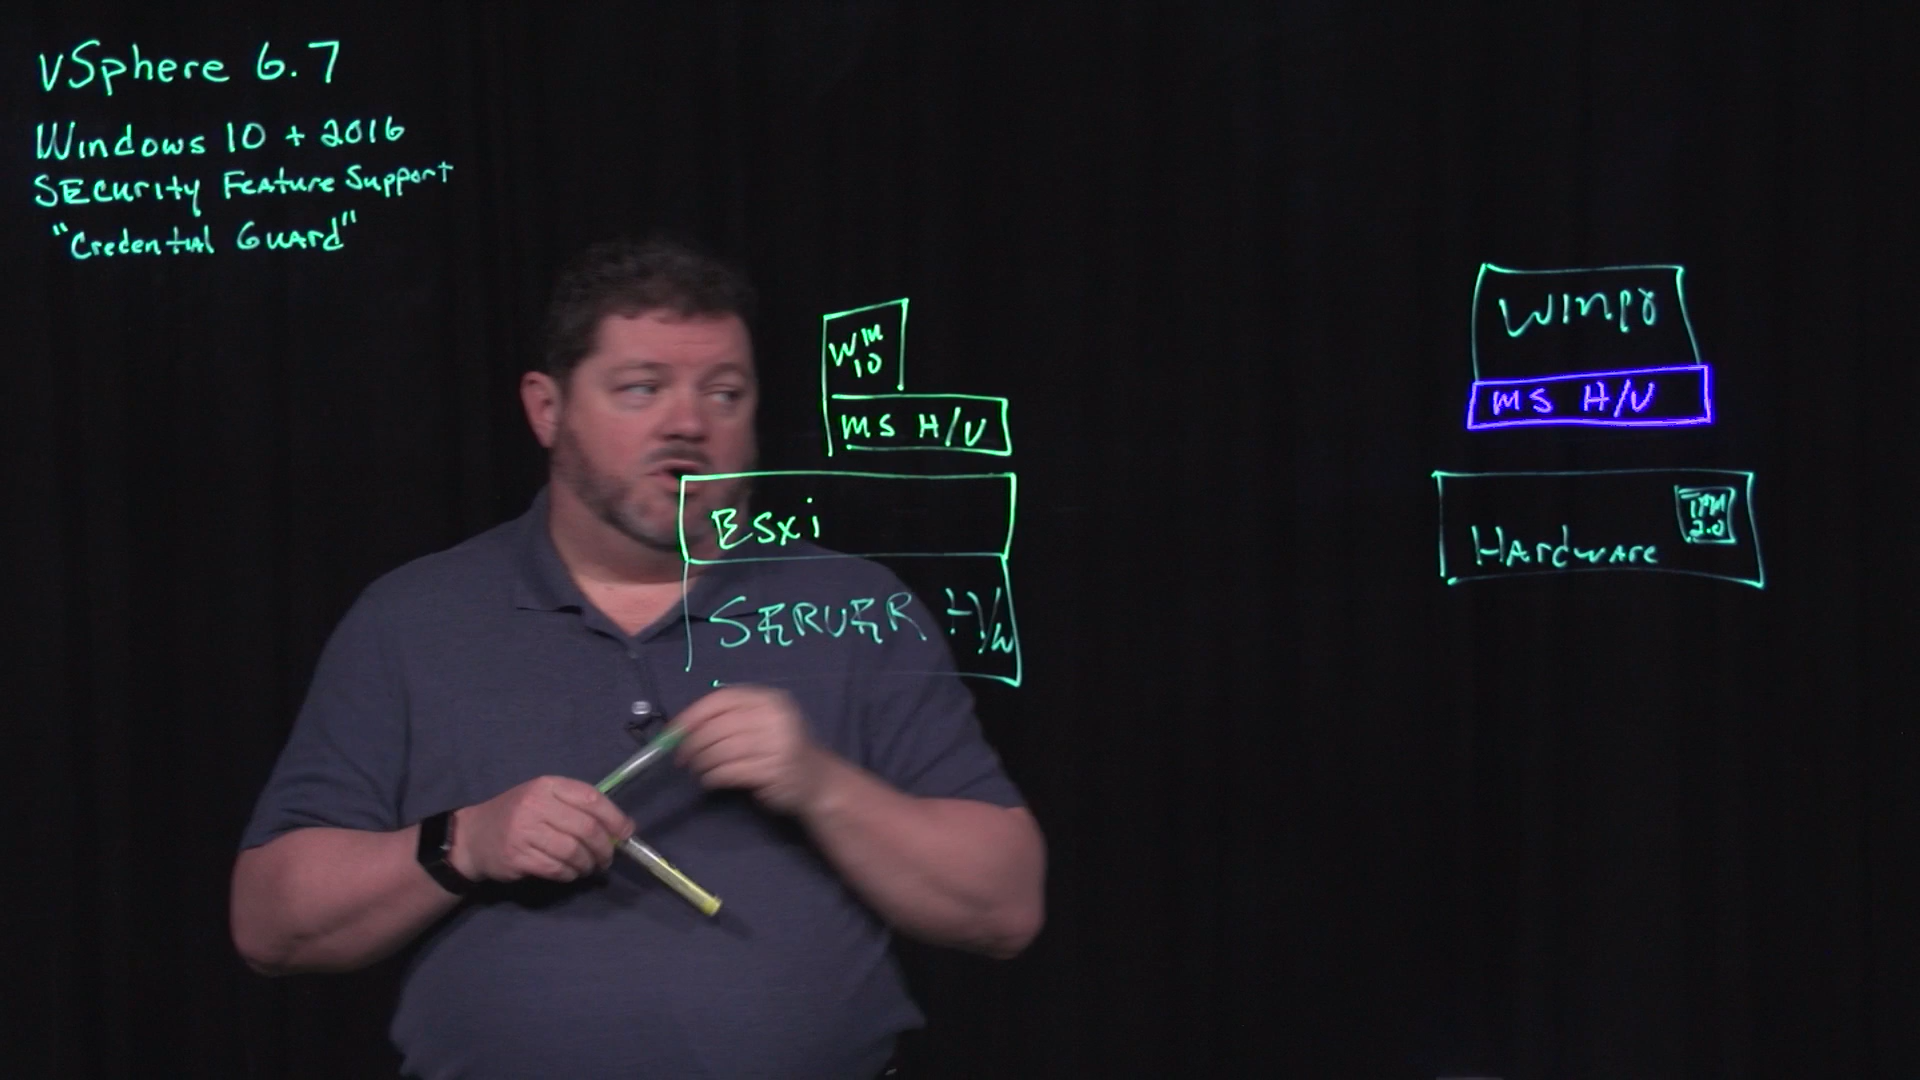 vSphere 6.7
Windows 10 + 2016
Security Feature Support
"Credential Guard"
Win
10
MS H/V
ESXi
SERVER H/W
Win10
MS H/V
Hardware
TPM
2.0